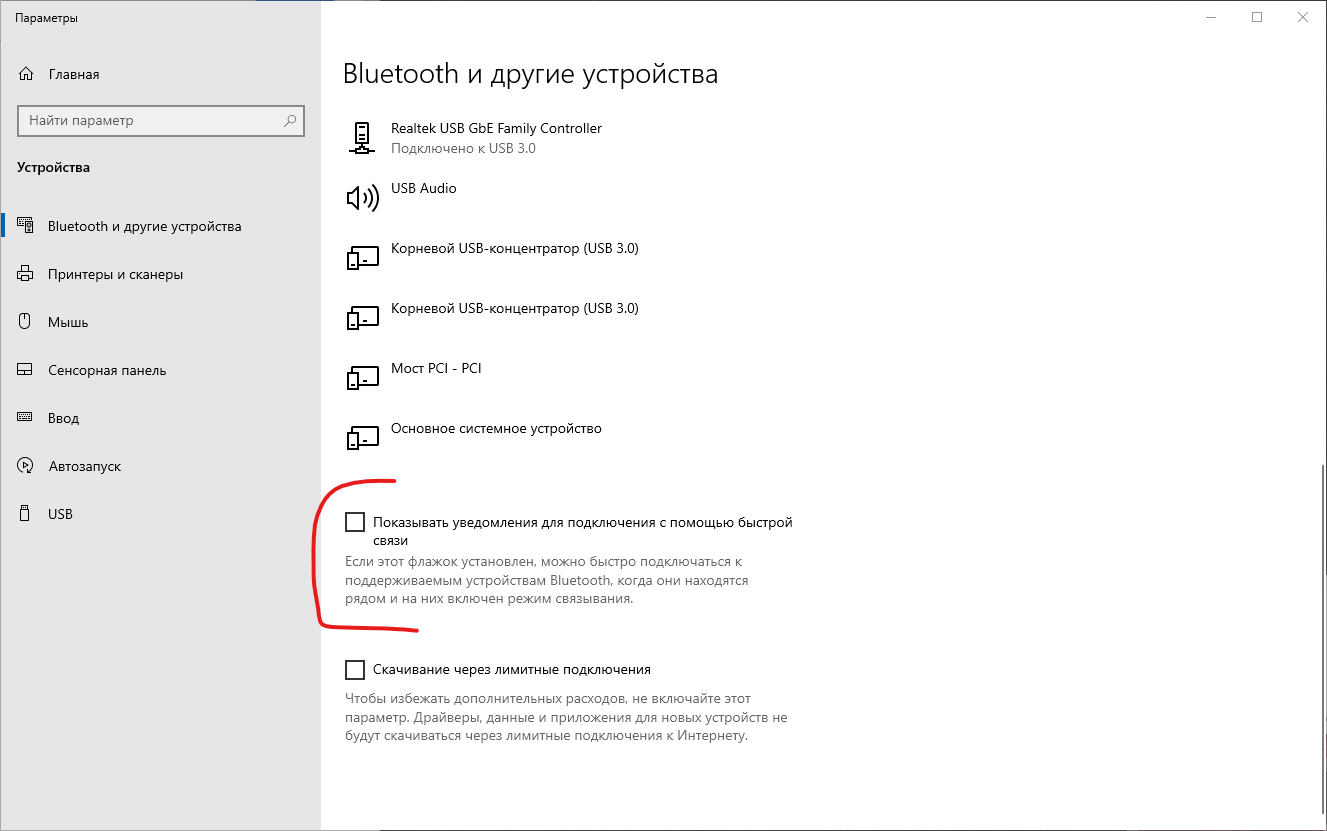 Параметры
Главная
Найти параметр
Устройства
Bluetooth и другие устройства
Принтеры и сканеры
Мышь
Сенсорная панель
Ввод
Автозапуск
USB
Bluetooth и другие устройства
Realtek USB GbE Family Controller
Подключено к USB 3.0
USB Audio
Корневой USB-концентратор (USB 3.0)
Корневой USB-концентратор (USB 3.0)
Мост PCI - PCI
Основное системное устройство
Показывать уведомления для подключения с помощью быстрой
связи
Если этот флажок установлен, можно быстро подключаться к
поддерживаемым устройствам Bluetooth, когда они находятся
рядом и на них включен режим связывания.
Скачивание через лимитные подключения
Чтобы избежать дополнительных расходов, не включайте этот
параметр. Драйверы, данные и приложения для новых устройств не
будут скачиваться через лимитные подключения к Интернету.